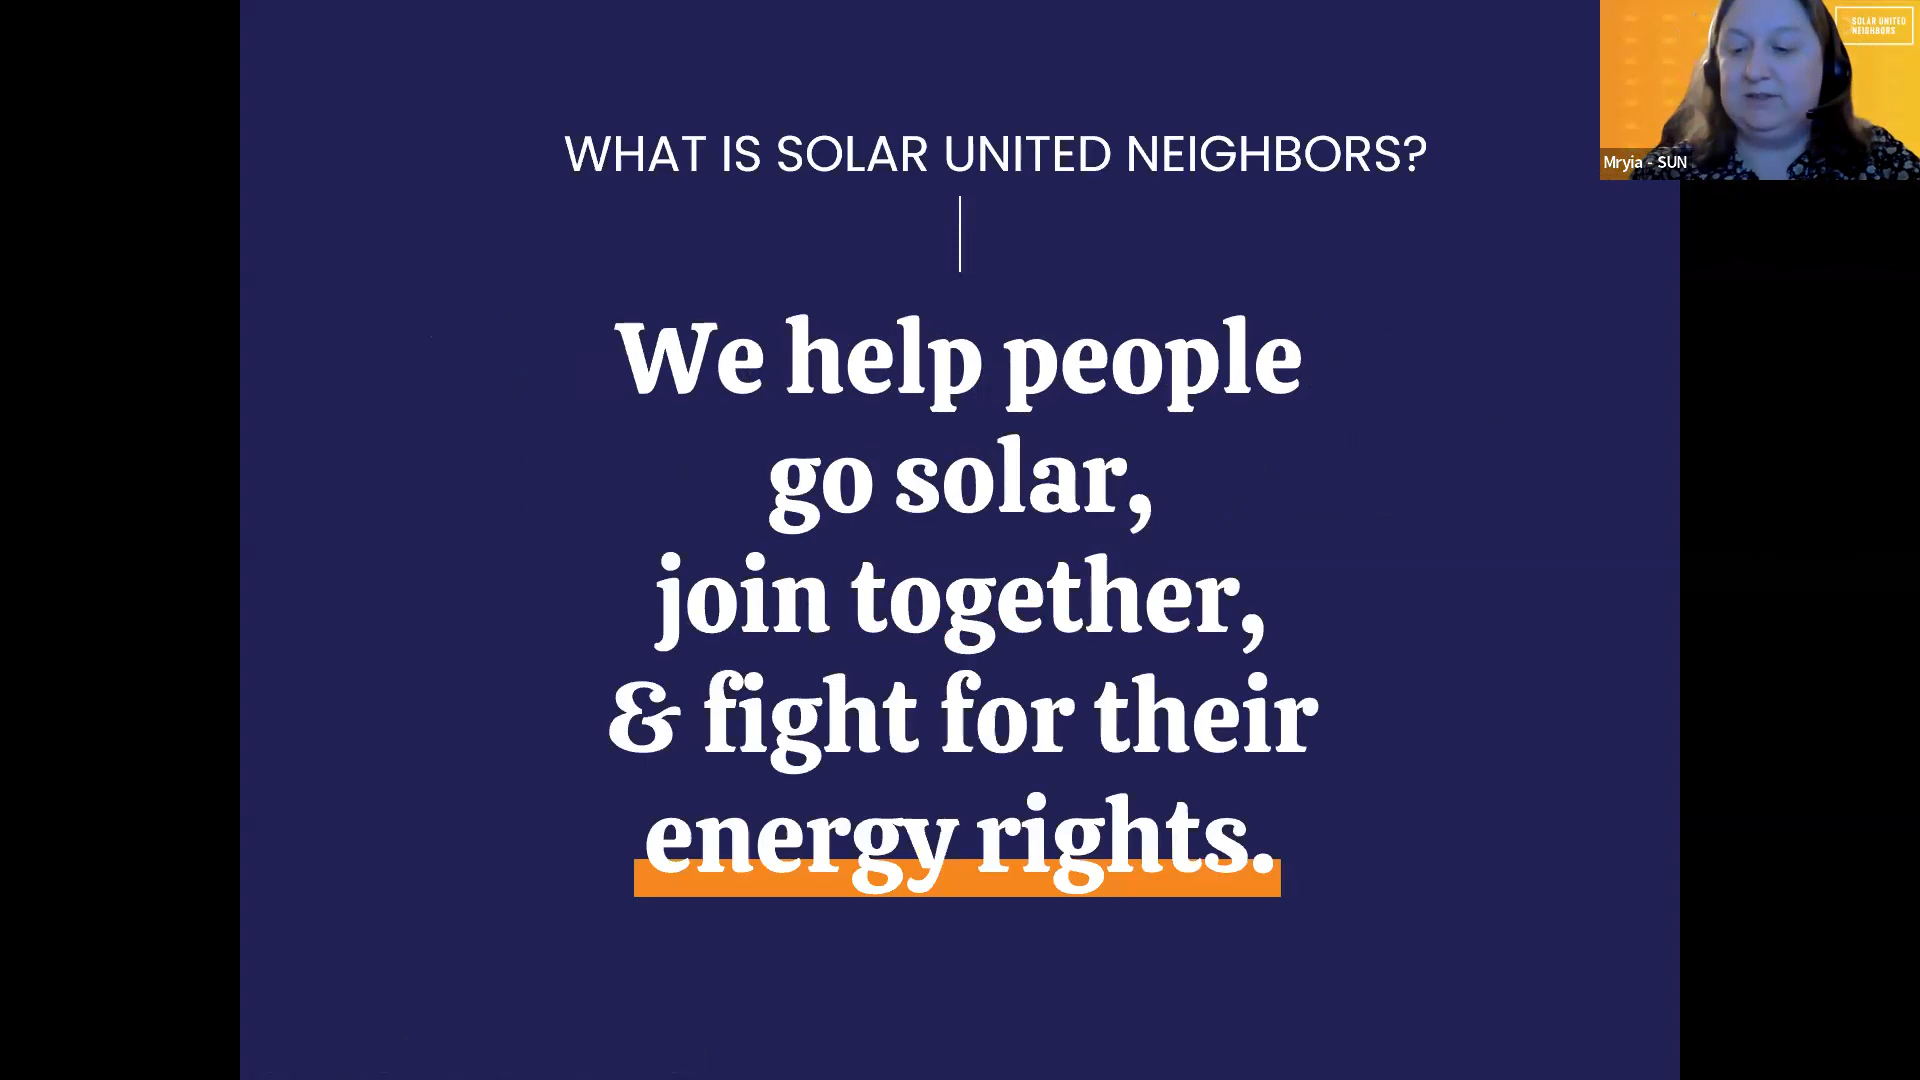 WHAT IS SOLAR UNITED NEIGHBORS?
We help people
go solar,
join together,
& fight for their
energy rights.
SOLAR UNITED
NEIGHBORS
Mryia - SUN